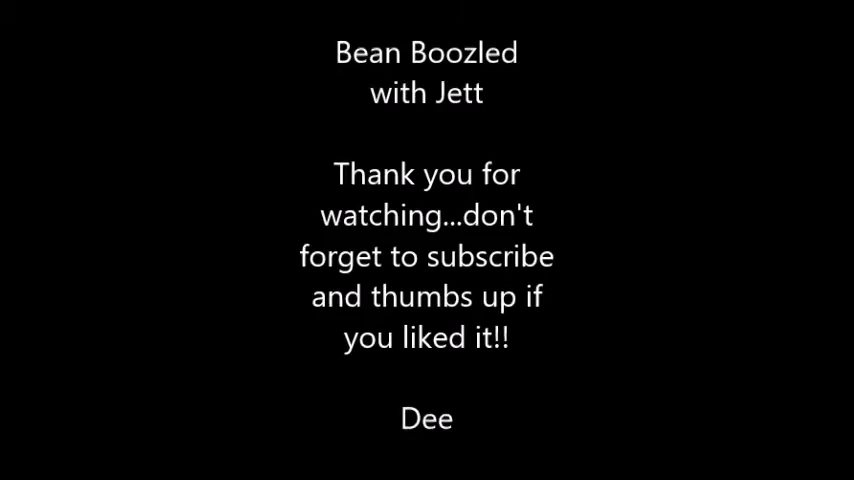 Bean Boozled
with Jett
Thank you for
watching...don't
forget to subscribe
and thumbs up if
you liked it!!
Dee